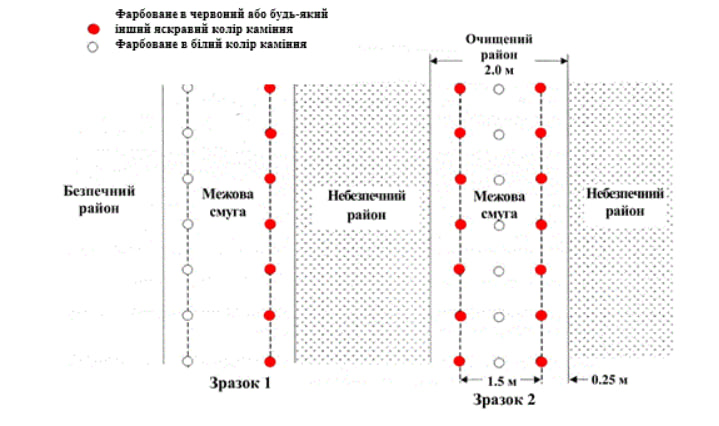 Фарбоване в червоний або будь-який
інший яскравий колір каміння
Фарбоване в білий колір каміння
Очищений
район
2.0 м
Безпечний
район
Межова
смуга
Небезпечний
район
Межова
смуга
Небезпечний
район
Зразок 1
1.5 м
0.25 м
Зразок 2